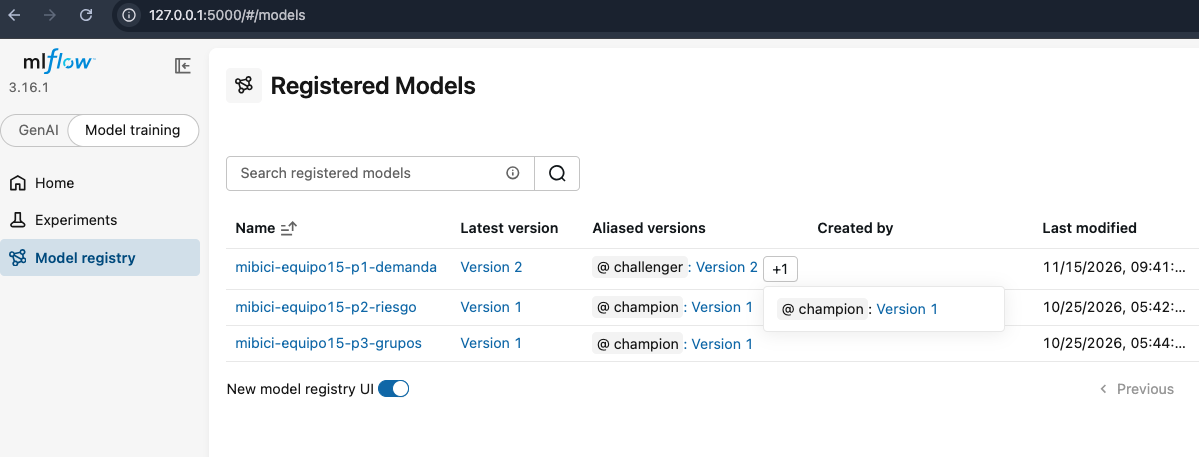 127.0.0.1:5000/#/models
mlflow
3.16.1
GenAI Model training
Home
Experiments
Model registry
Registered Models
Search registered models
Name Latest version Aliased versions Created by Last modified
mibici-equipo15-p1-demanda Version 2 @ challenger : Version 2 +1 11/15/2026, 09:41:...
@ champion : Version 1
mibici-equipo15-p2-riesgo Version 1 @ champion : Version 1 10/25/2026, 05:42:...
mibici-equipo15-p3-grupos Version 1 @ champion : Version 1 10/25/2026, 05:44:...
New model registry UI
Previous